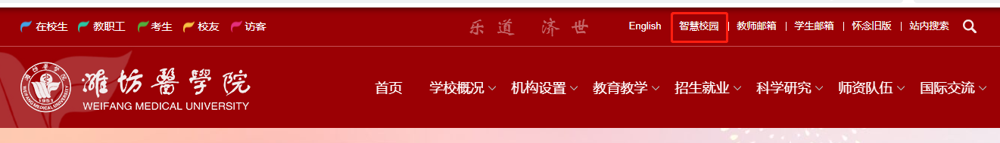 在校生 教职工 考生 校友 访客 乐道 济世 English 智慧校园 | 教师邮箱 | 学生邮箱 | 怀念旧版 | 站内搜索
潍坊醫學院 首页 学校概况 机构设置 教育教学 招生就业 科学研究 师资队伍 国际交流
WEIFANG MEDICAL UNIVERSITY
潍坊醫學院
WEIFANG MEDICAL UNIVERSITY
1951